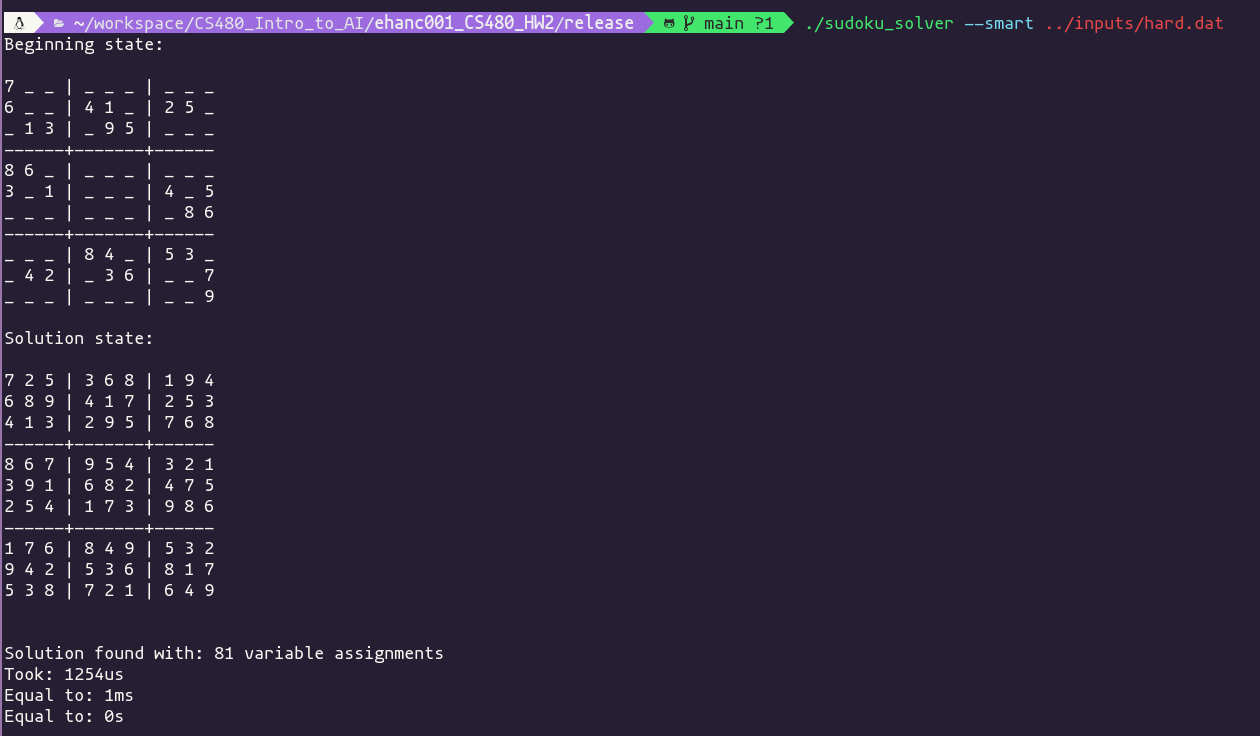 ~/workspace/CS480_Intro_to_AI/ehanc001_CS480_HW2/release main ?1 ./sudoku_solver --smart ../inputs/hard.dat
Beginning state:
7 _ _ | _ _ _ | _ _ _
6 _ _ | 4 1 _ | 2 5 _
_ 1 3 | _ 9 5 | _ _ _
------+-------+------
8 6 _ | _ _ _ | _ _ _
3 _ 1 | _ _ _ | 4 _ 5
_ _ _ | _ _ _ | _ 8 6
------+-------+------
_ _ _ | 8 4 _ | 5 3 _
_ 4 2 | _ 3 6 | _ _ 7
_ _ _ | _ _ _ | _ _ 9
Solution state:
7 2 5 | 3 6 8 | 1 9 4
6 8 9 | 4 1 7 | 2 5 3
4 1 3 | 2 9 5 | 7 6 8
------+-------+------
8 6 7 | 9 5 4 | 3 2 1
3 9 1 | 6 8 2 | 4 7 5
2 5 4 | 1 7 3 | 9 8 6
------+-------+------
1 7 6 | 8 4 9 | 5 3 2
9 4 2 | 5 3 6 | 8 1 7
5 3 8 | 7 2 1 | 6 4 9
Solution found with: 81 variable assignments
Took: 1254us
Equal to: 1ms
Equal to: 0s